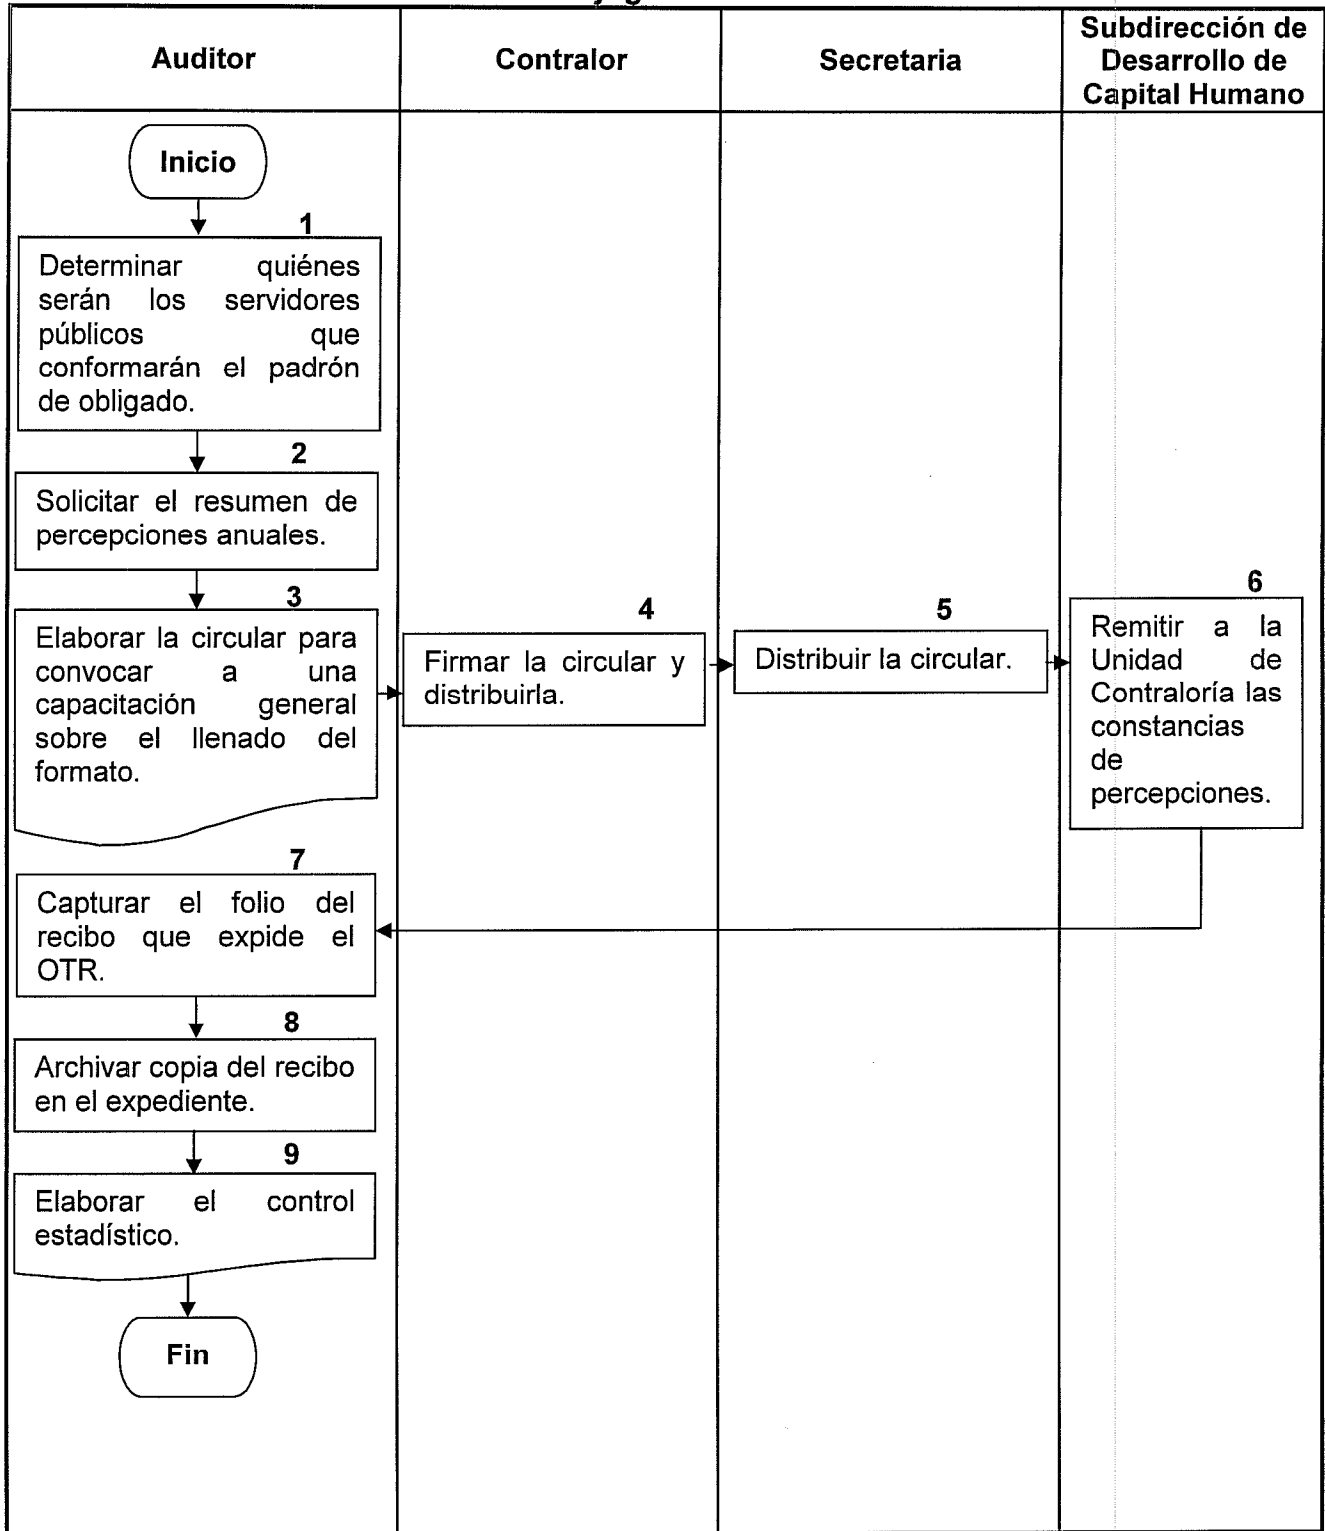 Auditor
Contralor
Secretaria
Subdirección de
Desarrollo de
Capital Humano
Inicio
1
Determinar quiénes
serán los servidores
públicos que
conformarán el padrón
de obligado.
2
Solicitar el resumen de
percepciones anuales.
3
Elaborar la circular para
convocar a una
capacitación general
sobre el llenado del
formato.
4
Firmar la circular y
distribuirla.
5
Distribuir la circular.
6
Remitir a la
Unidad de
Contraloría las
constancias
de
percepciones.
7
Capturar el folio del
recibo que expide el
OTR.
8
Archivar copia del recibo
en el expediente.
9
Elaborar el control
estadístico.
Fin